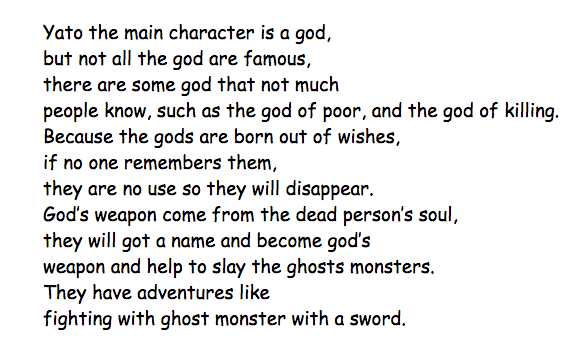 Yato the main character is a god,
but not all the god are famous,
there are some god that not much
people know, such as the god of poor, and the god of killing.
Because the gods are born out of wishes,
if no one remembers them,
they are no use so they will disappear.
God's weapon come from the dead person's soul,
they will got a name and become god's
weapon and help to slay the ghosts monsters.
They have adventures like
fighting with ghost monster with a sword.